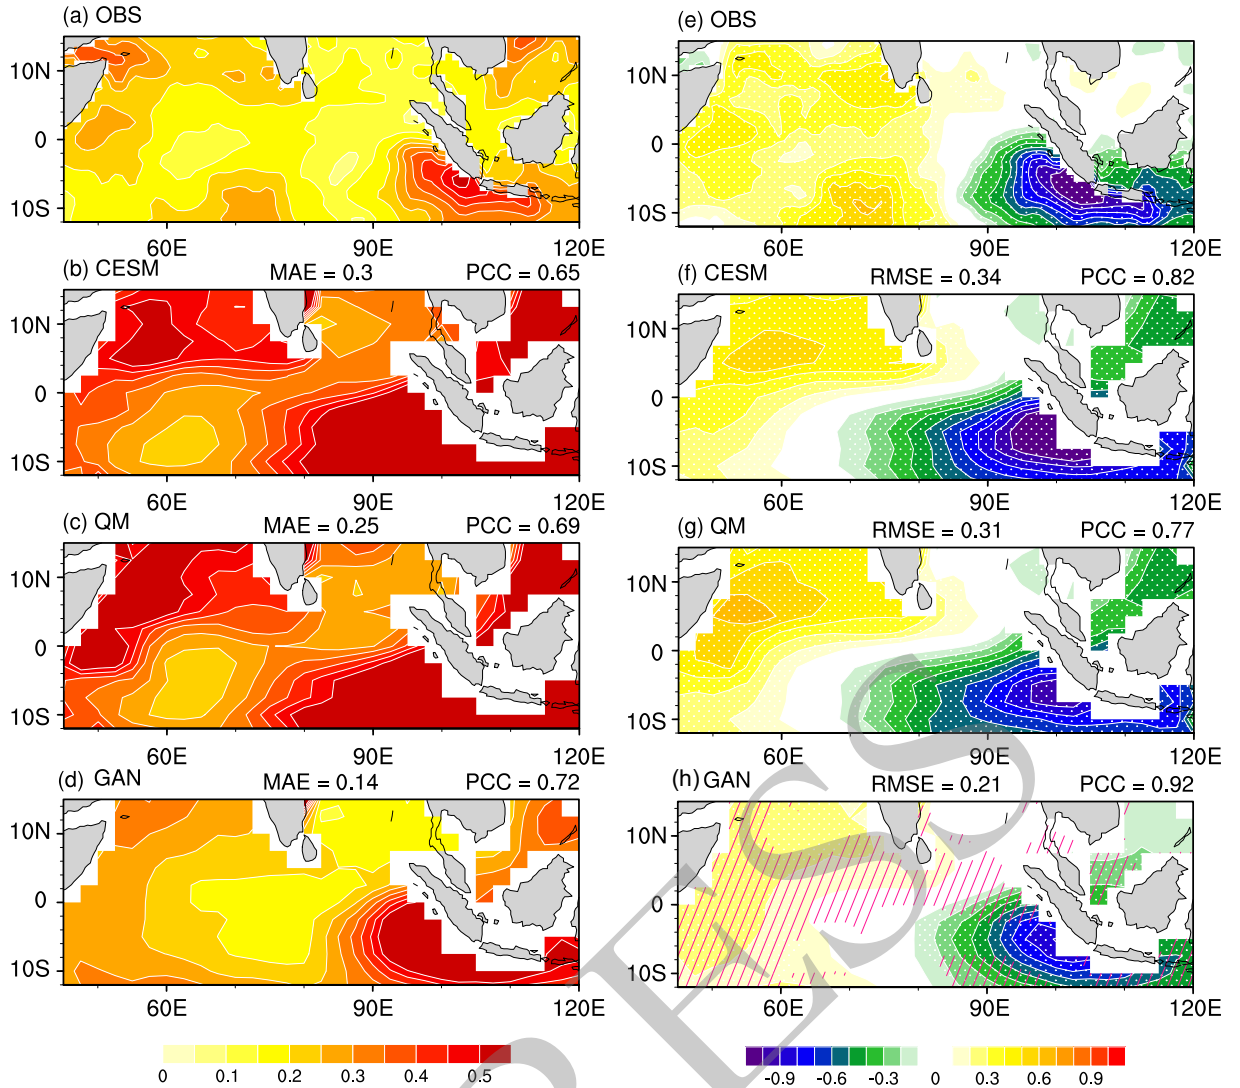 (a) OBS
10N
0
10S
60E 90E 120E
(b) CESM MAE = 0.3 PCC = 0.65
10N
0
10S
60E 90E 120E
(c) QM MAE = 0.25 PCC = 0.69
10N
0
10S
60E 90E 120E
(d) GAN MAE = 0.14 PCC = 0.72
10N
0
10S
60E 90E 120E
0 0.1 0.2 0.3 0.4 0.5
(e) OBS
10N
0
10S
60E 90E 120E
(f) CESM RMSE = 0.34 PCC = 0.82
10N
0
10S
60E 90E 120E
(g) QM RMSE = 0.31 PCC = 0.77
10N
0
10S
60E 90E 120E
(h) GAN RMSE = 0.21 PCC = 0.92
10N
0
10S
60E 90E 120E
-0.9 -0.6 -0.3 0 0.3 0.6 0.9